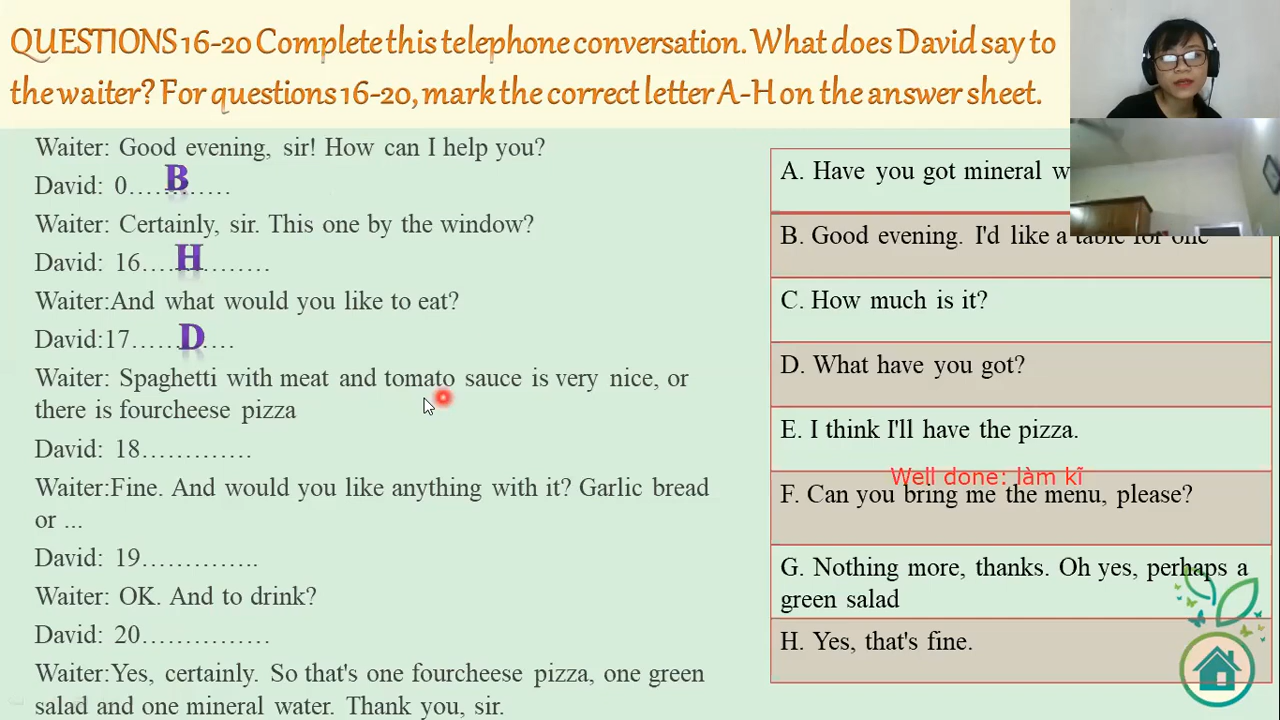 QUESTIONS 16-20 Complete this telephone conversation. What does David say to
the waiter? For questions 16-20, mark the correct letter A-H on the answer sheet.
Waiter: Good evening, sir! How can I help you?
David: 0.....B.......
Waiter: Certainly, sir. This one by the window?
David: 16.....H.........
Waiter:And what would you like to eat?
David:17......D.....
Waiter: Spaghetti with meat and tomato sauce is very nice, or
there is fourcheese pizza
David: 18.............
Waiter:Fine. And would you like anything with it? Garlic bread
or ...
David: 19..............
Waiter: OK. And to drink?
David: 20...............
Waiter:Yes, certainly. So that's one fourcheese pizza, one green
salad and one mineral water. Thank you, sir.
A. Have you got mineral
B. Good evening. I'd like a table for one
C. How much is it?
D. What have you got?
E. I think I'll have the pizza.
Well done: làm kĩ
F. Can you bring me the menu, please?
G. Nothing more, thanks. Oh yes, perhaps a
green salad
H. Yes, that's fine.